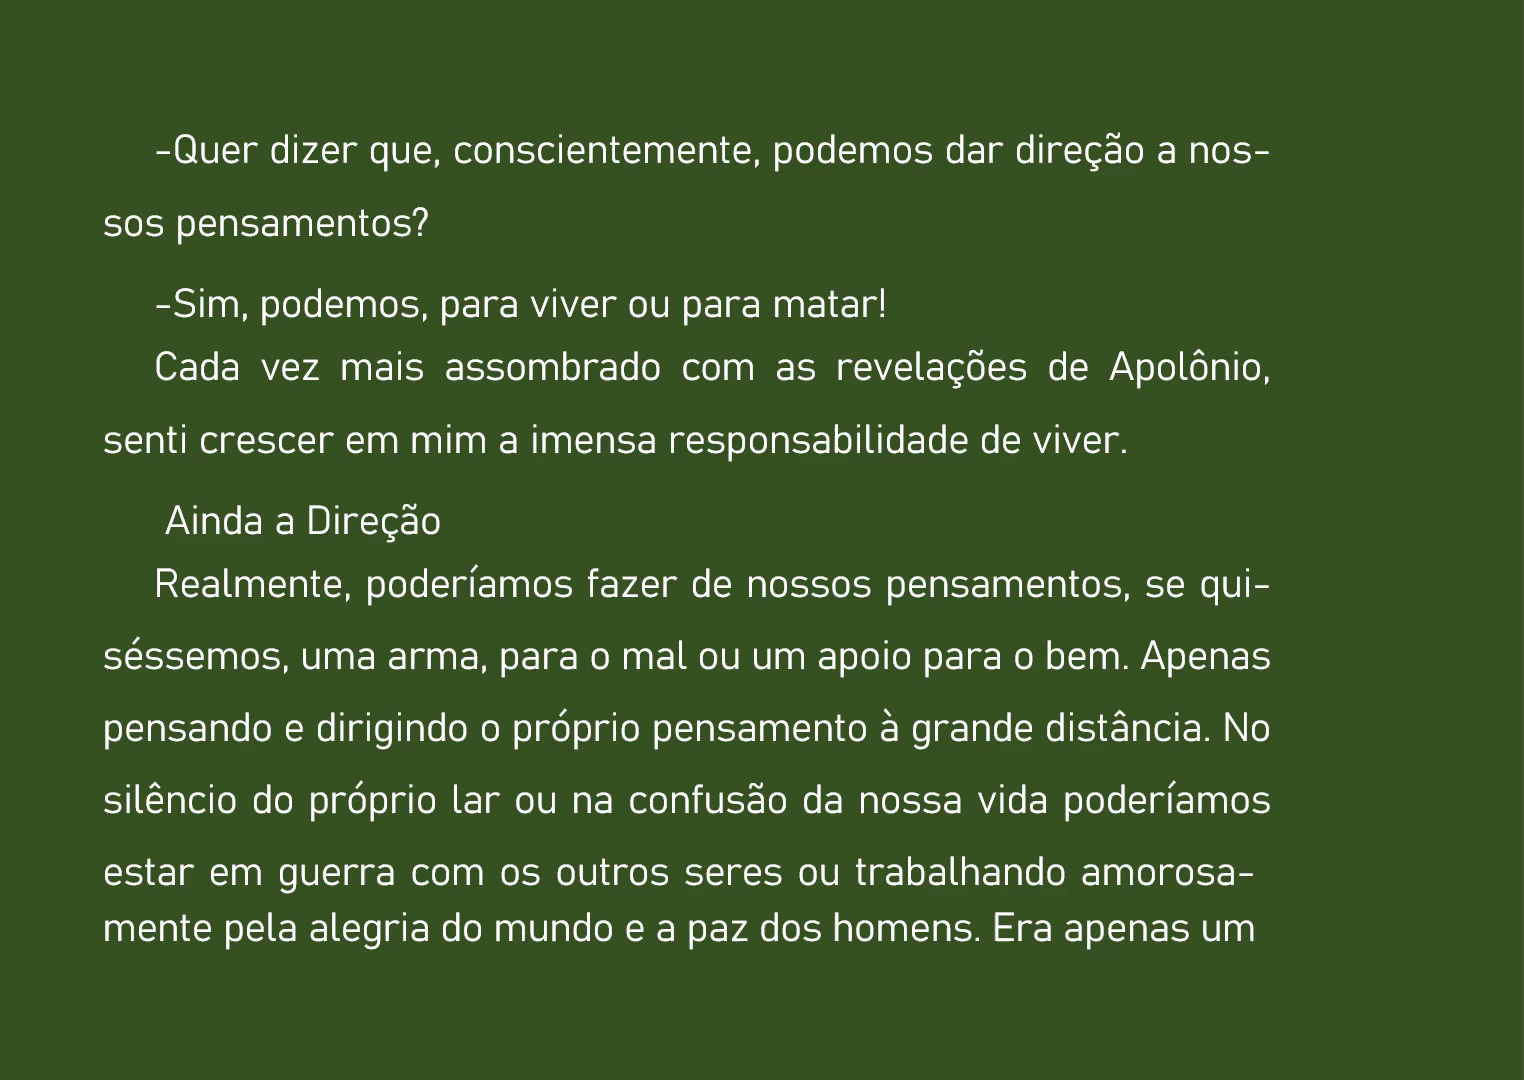 -Quer dizer que, conscientemente, podemos dar direção a nos-
sos pensamentos?
-Sim, podemos, para viver ou para matar!
Cada vez mais assombrado com as revelações de Apolônio,
senti crescer em mim a imensa responsabilidade de viver.
Ainda a Direção
Realmente, poderíamos fazer de nossos pensamentos, se qui-
séssemos, uma arma, para o mal ou um apoio para o bem. Apenas
pensando e dirigindo o próprio pensamento à grande distância. No
silêncio do próprio lar ou na confusão da nossa vida poderíamos
estar em guerra com os outros seres ou trabalhando amorosa-
mente pela alegria do mundo e a paz dos homens. Era apenas um